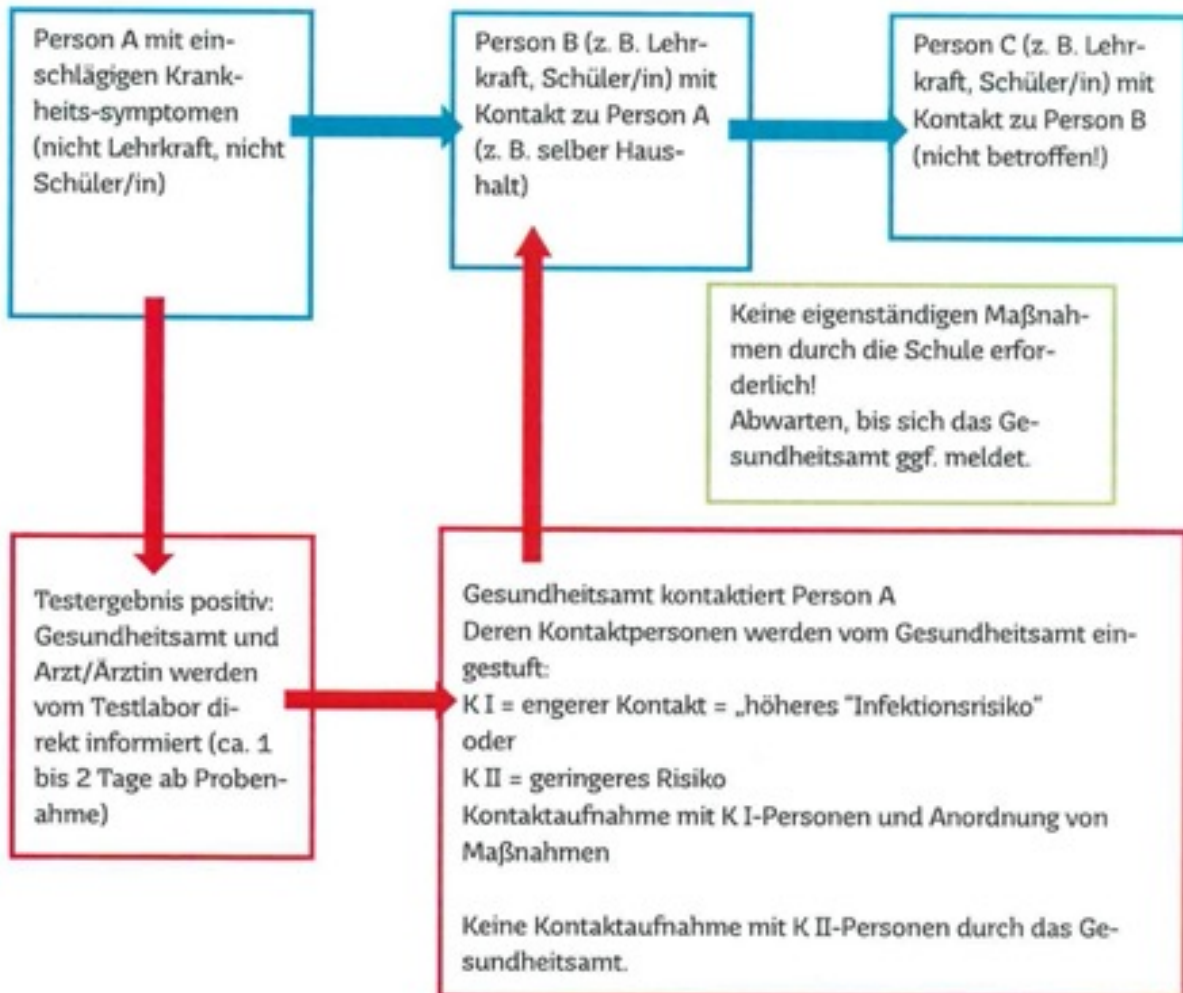 Person A mit ein-
schlägigen Krank-
heits-symptomen
(nicht Lehrkraft, nicht
Schüler/in)
Person B (z. B. Lehr-
kraft, Schüler/in) mit
Kontakt zu Person A
(z. B. selber Haus-
halt)
Person C (z. B. Lehr-
kraft, Schüler/in) mit
Kontakt zu Person B
(nicht betroffen!)
Keine eigenständigen Maßnah-
men durch die Schule erfor-
derlich!
Abwarten, bis sich das Ge-
sundheitsamt ggf. meldet.
Testergebnis positiv:
Gesundheitsamt und
Arzt/Ärztin werden
vom Testlabor di-
rekt informiert (ca. 1
bis 2 Tage ab Proben-
ahme)
Gesundheitsamt kontaktiert Person A
Deren Kontaktpersonen werden vom Gesundheitsamt ein-
gestuft:
K I = engerer Kontakt = „höheres "Infektionsrisiko“
oder
K II = geringeres Risiko
Kontaktaufnahme mit K I-Personen und Anordnung von
Maßnahmen
Keine Kontaktaufnahme mit K II-Personen durch das Ge-
sundheitsamt.